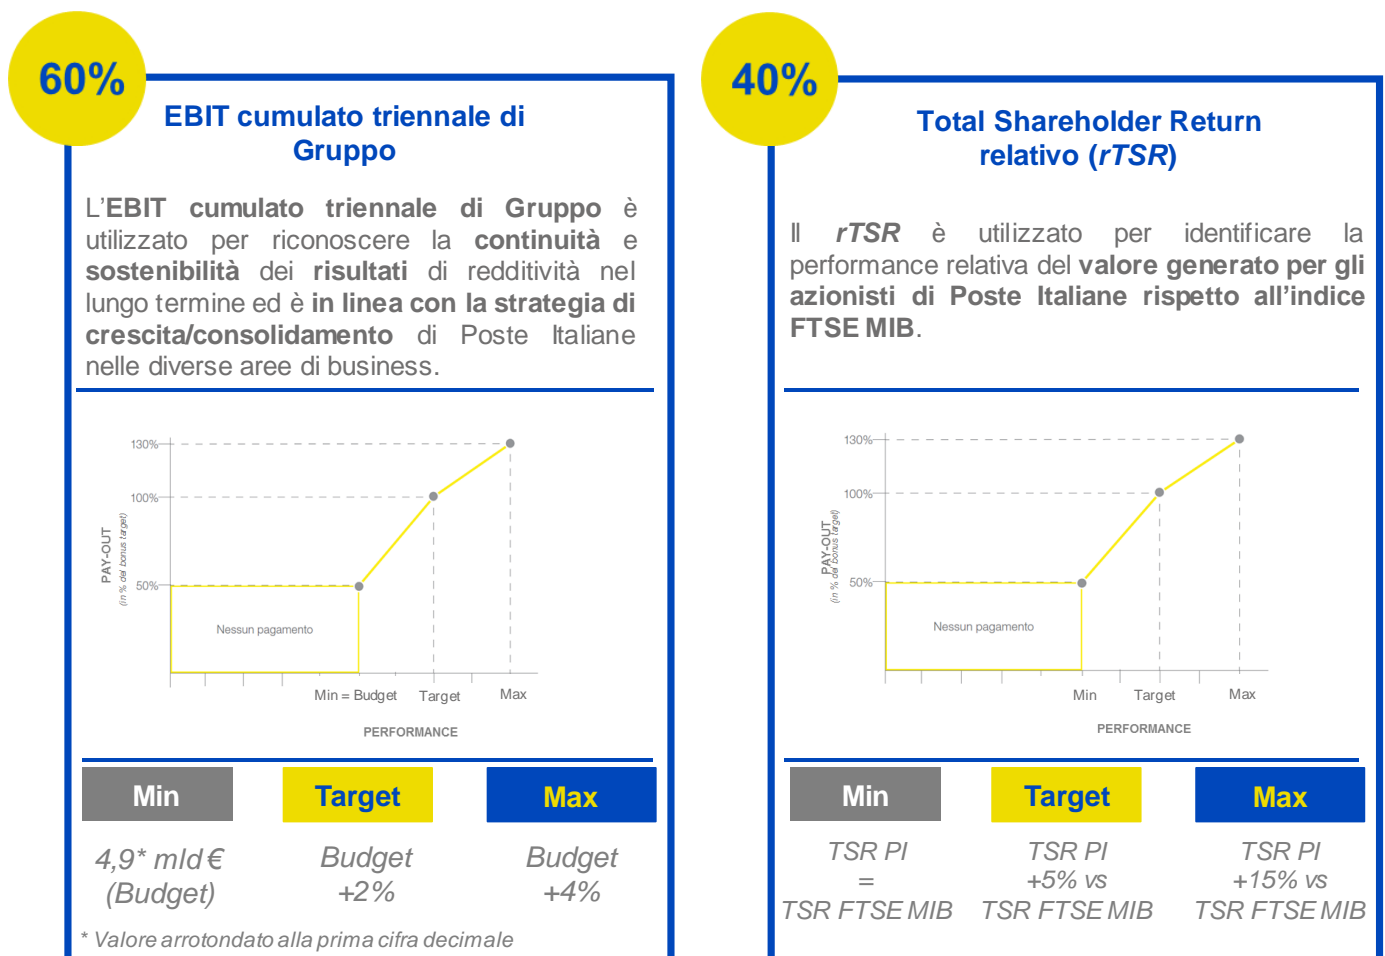 60%
EBIT cumulato triennale di
Gruppo
L'EBIT cumulato triennale di Gruppo è
utilizzato per riconoscere la continuità e
sostenibilità dei risultati di redditività nel
lungo termine ed è in linea con la strategia di
crescita/consolidamento di Poste Italiane
nelle diverse aree di business.
130%
100%
50%
PAY-OUT
(in % del bonus target)
Nessun pagamento
Min = Budget
Target
Max
PERFORMANCE
Min
Target
Max
4,9* mld €
(Budget)
Budget
+2%
Budget
+4%
* Valore arrotondato alla prima cifra decimale
40%
Total Shareholder Return
relativo (rTSR)
Il rTSR è utilizzato per identificare la
performance relativa del valore generato per gli
azionisti di Poste Italiane rispetto all'indice
FTSE MIB.
130%
100%
50%
PAY-OUT
(in % del bonus target)
Nessun pagamento
Min
Target
Max
PERFORMANCE
Min
Target
Max
TSR PI
=
TSR FTSE MIB
TSR PI
+5% vs
TSR FTSE MIB
TSR PI
+15% vs
TSR FTSE MIB